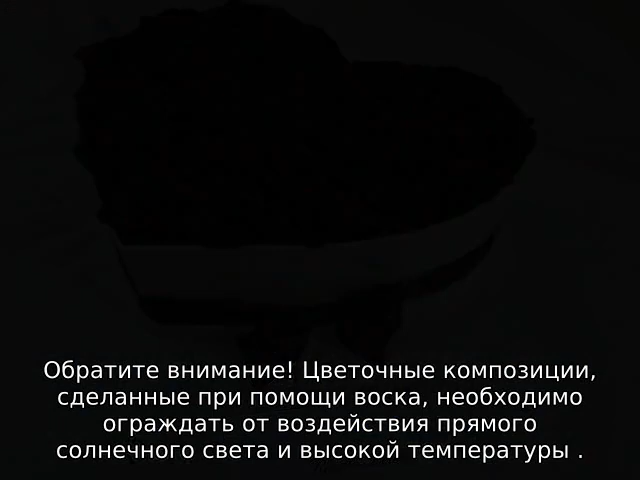 Обратите внимание! Цветочные композиции,
сделанные при помощи воска, необходимо
ограждать от воздействия прямого
солнечного света и высокой температуры .